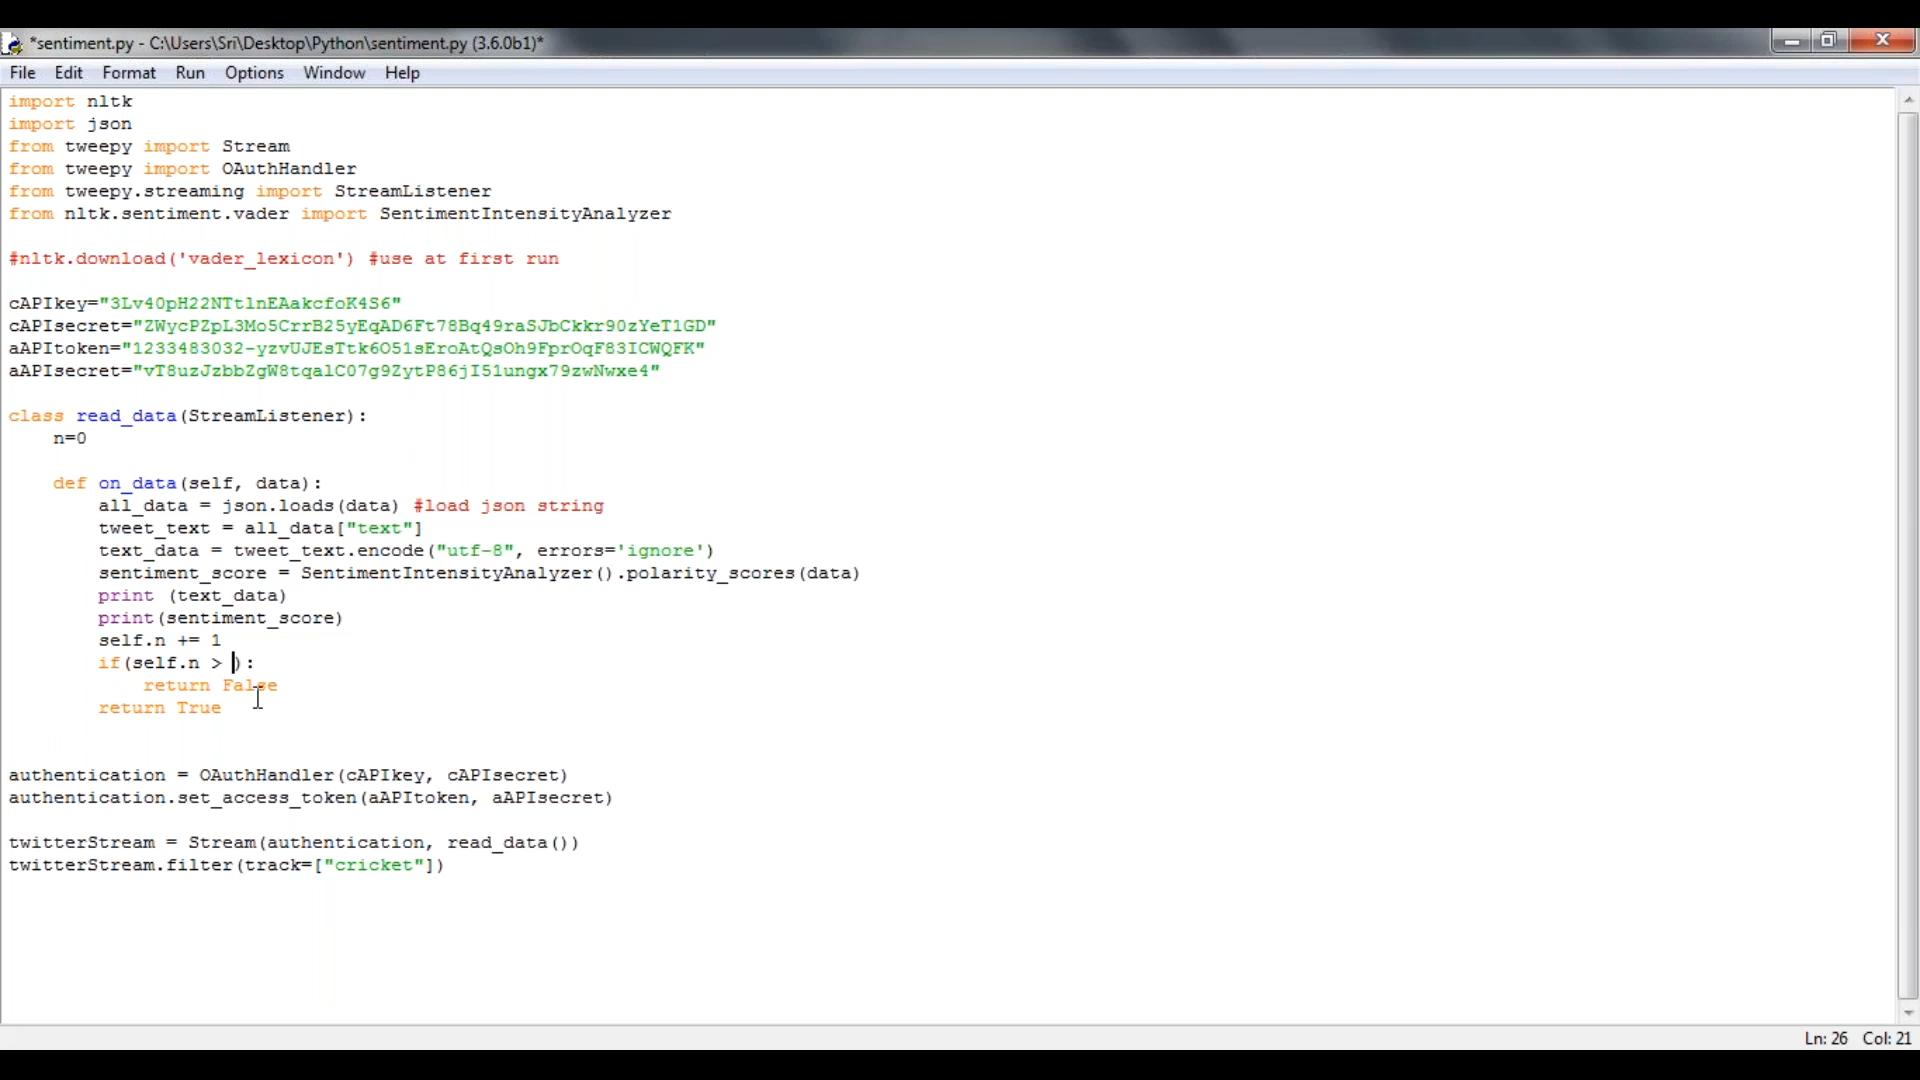 *sentiment.py - C:\Users\Sri\Desktop\Python\sentiment.py (3.6.0b1)*
File Edit Format Run Options Window Help
import nltk
import json
from tweepy import Stream
from tweepy import OAuthHandler
from tweepy.streaming import StreamListener
from nltk.sentiment.vader import SentimentIntensityAnalyzer
#nltk.download('vader_lexicon') #use at first run
cAPIkey="3Lv40pH22NTtlnEAakcfoK4S6"
cAPIsecret="ZWycPZpL3Mo5CrrB25yEqAD6Ft78Bq49raSJbCkkr90zYeT1GD"
aAPItoken="1233483032-yzvUJEsTtk6O51sEroAtQsOh9FprOqF83ICWQFK"
aAPIsecret="vT8uzJzbbZgW8tqalC07g9ZytP86jI51ungx79zwNwxe4"
class read_data(StreamListener):
n=0
def on_data(self, data):
all_data = json.loads(data) #load json string
tweet_text = all_data["text"]
text_data = tweet_text.encode("utf-8", errors='ignore')
sentiment_score = SentimentIntensityAnalyzer().polarity_scores(data)
print (text_data)
print(sentiment_score)
self.n += 1
if(self.n > ):
return False
return True
authentication = OAuthHandler(cAPIkey, cAPIsecret)
authentication.set_access_token(aAPItoken, aAPIsecret)
twitterStream = Stream(authentication, read_data())
twitterStream.filter(track=["cricket"])
Ln: 26 Col: 21